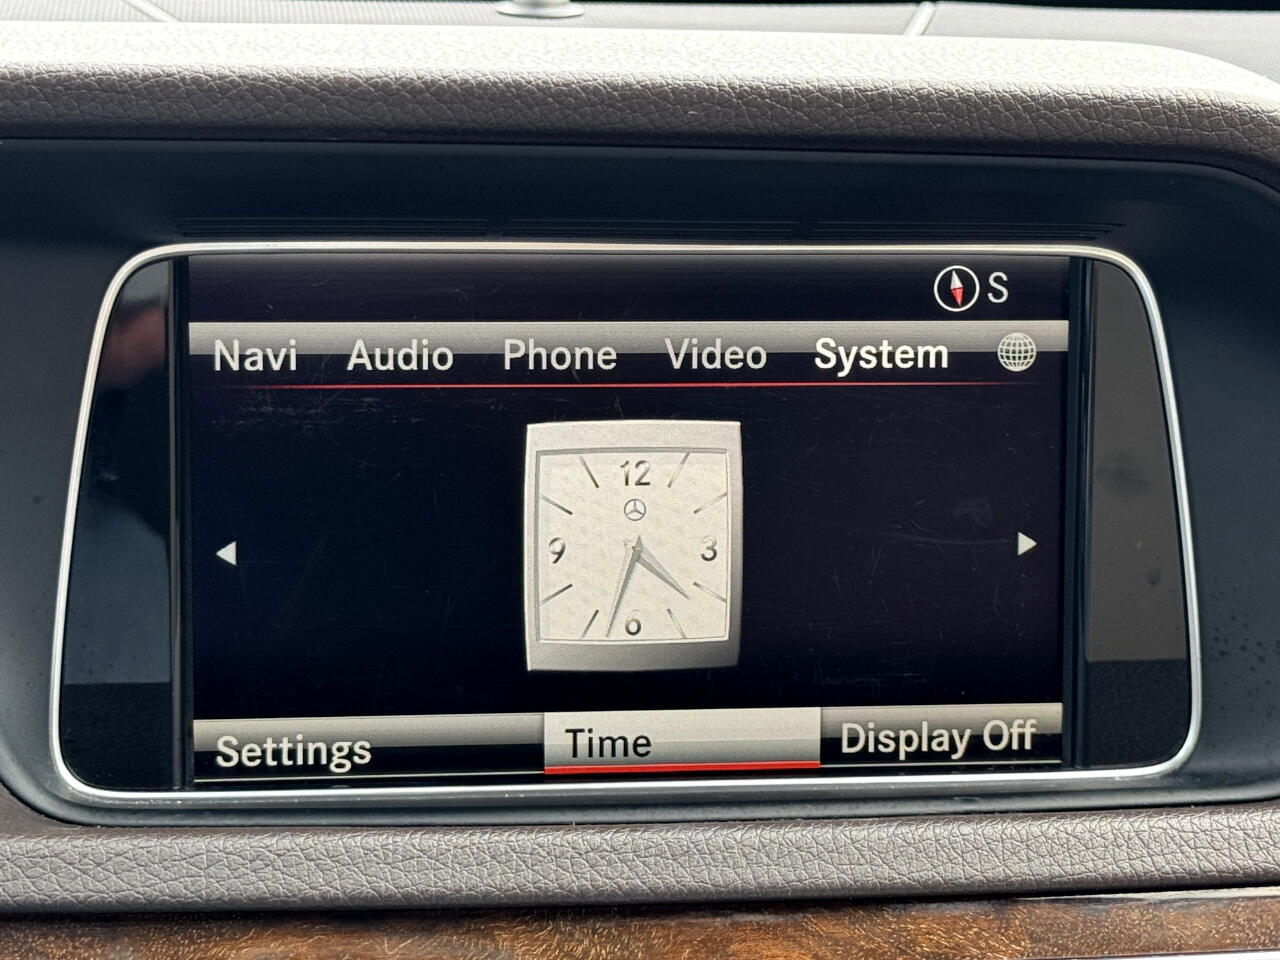 S
Navi Audio Phone Video System
12
9 3
6
Settings Time Display Off